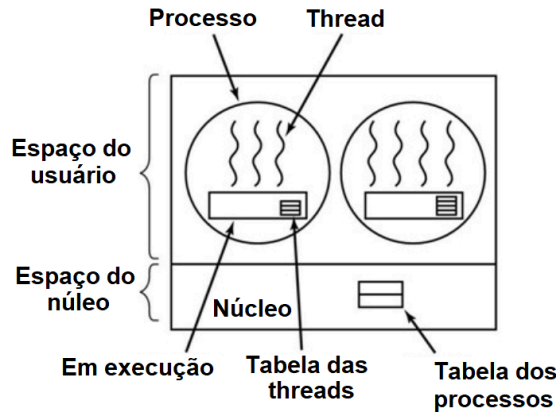 Processo
Thread
Espaço do
usuário
Espaço do
núleo
Núcleo
Em execução
Tabela das
threads
Tabela dos
processos